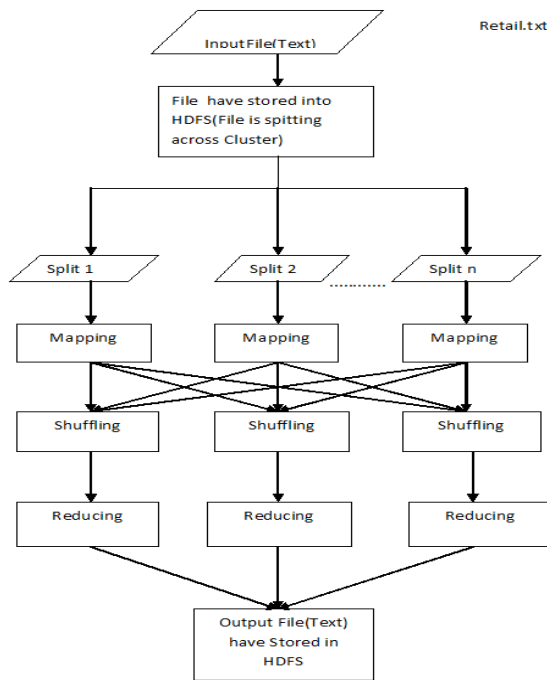 Retail.txt
InputFile(Text)
File have stored into
HDFS(File is spitting
across Cluster)
Split 1
Split 2
............
Split n
Mapping
Mapping
Mapping
Shuffling
Shuffling
Shuffling
Reducing
Reducing
Reducing
Output File(Text)
have Stored in
HDFS